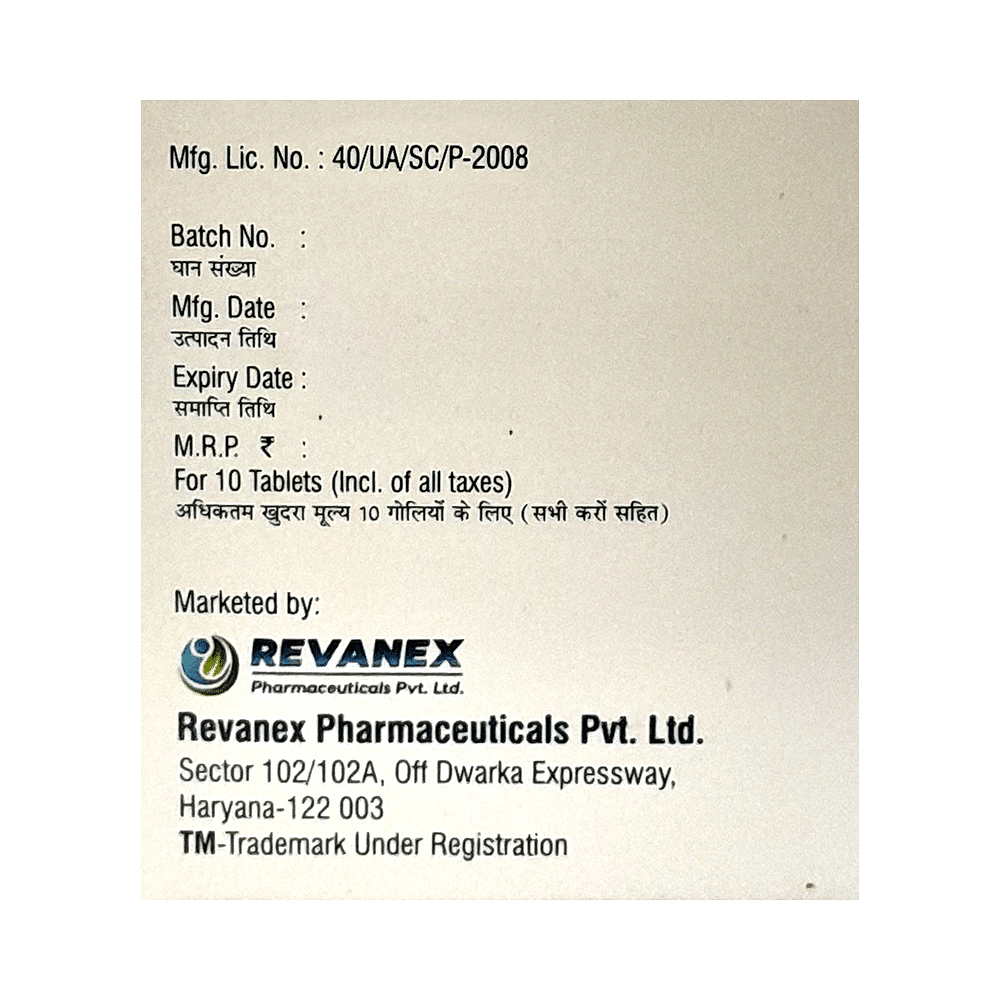 Mfg. Lic. No. : 40/UA/SC/P-2008
Batch No. :
घान संख्या
Mfg. Date :
उत्पादन तिथि
Expiry Date :
समाप्ति तिथि
M.R.P. ₹ :
For 10 Tablets (Incl. of all taxes)
अधिकतम खुदरा मूल्य 10 गोलियों के लिए (सभी करों सहित)
Marketed by:
REVANEX
Pharmaceuticals Pvt. Ltd.
Revanex Pharmaceuticals Pvt. Ltd.
Sector 102/102A, Off Dwarka Expressway,
Haryana-122 003
TM-Trademark Under Registration